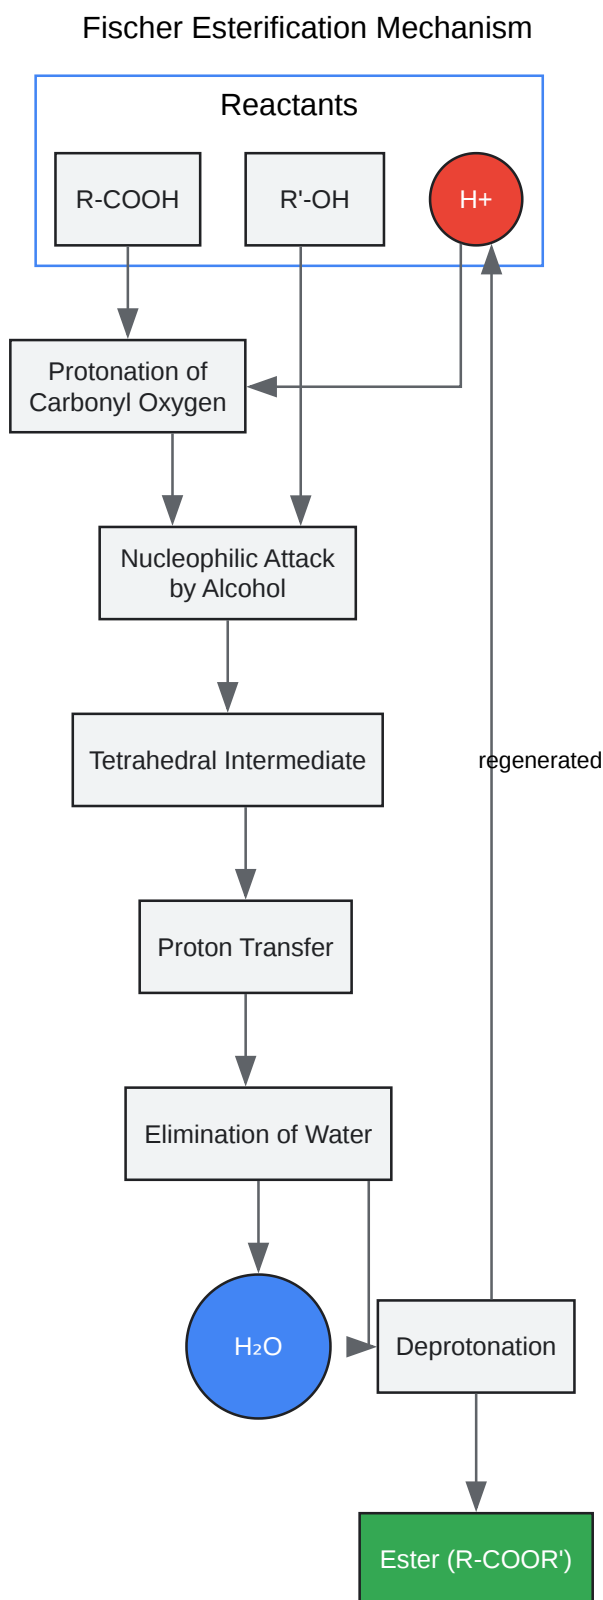 Fischer Esterification Mechanism
Reactants
R-COOH
R'-OH
H+
Protonation of
Carbonyl Oxygen
Nucleophilic Attack
by Alcohol
Tetrahedral Intermediate
regenerated
Proton Transfer
Elimination of Water
H₂O
Deprotonation
Ester (R-COOR')